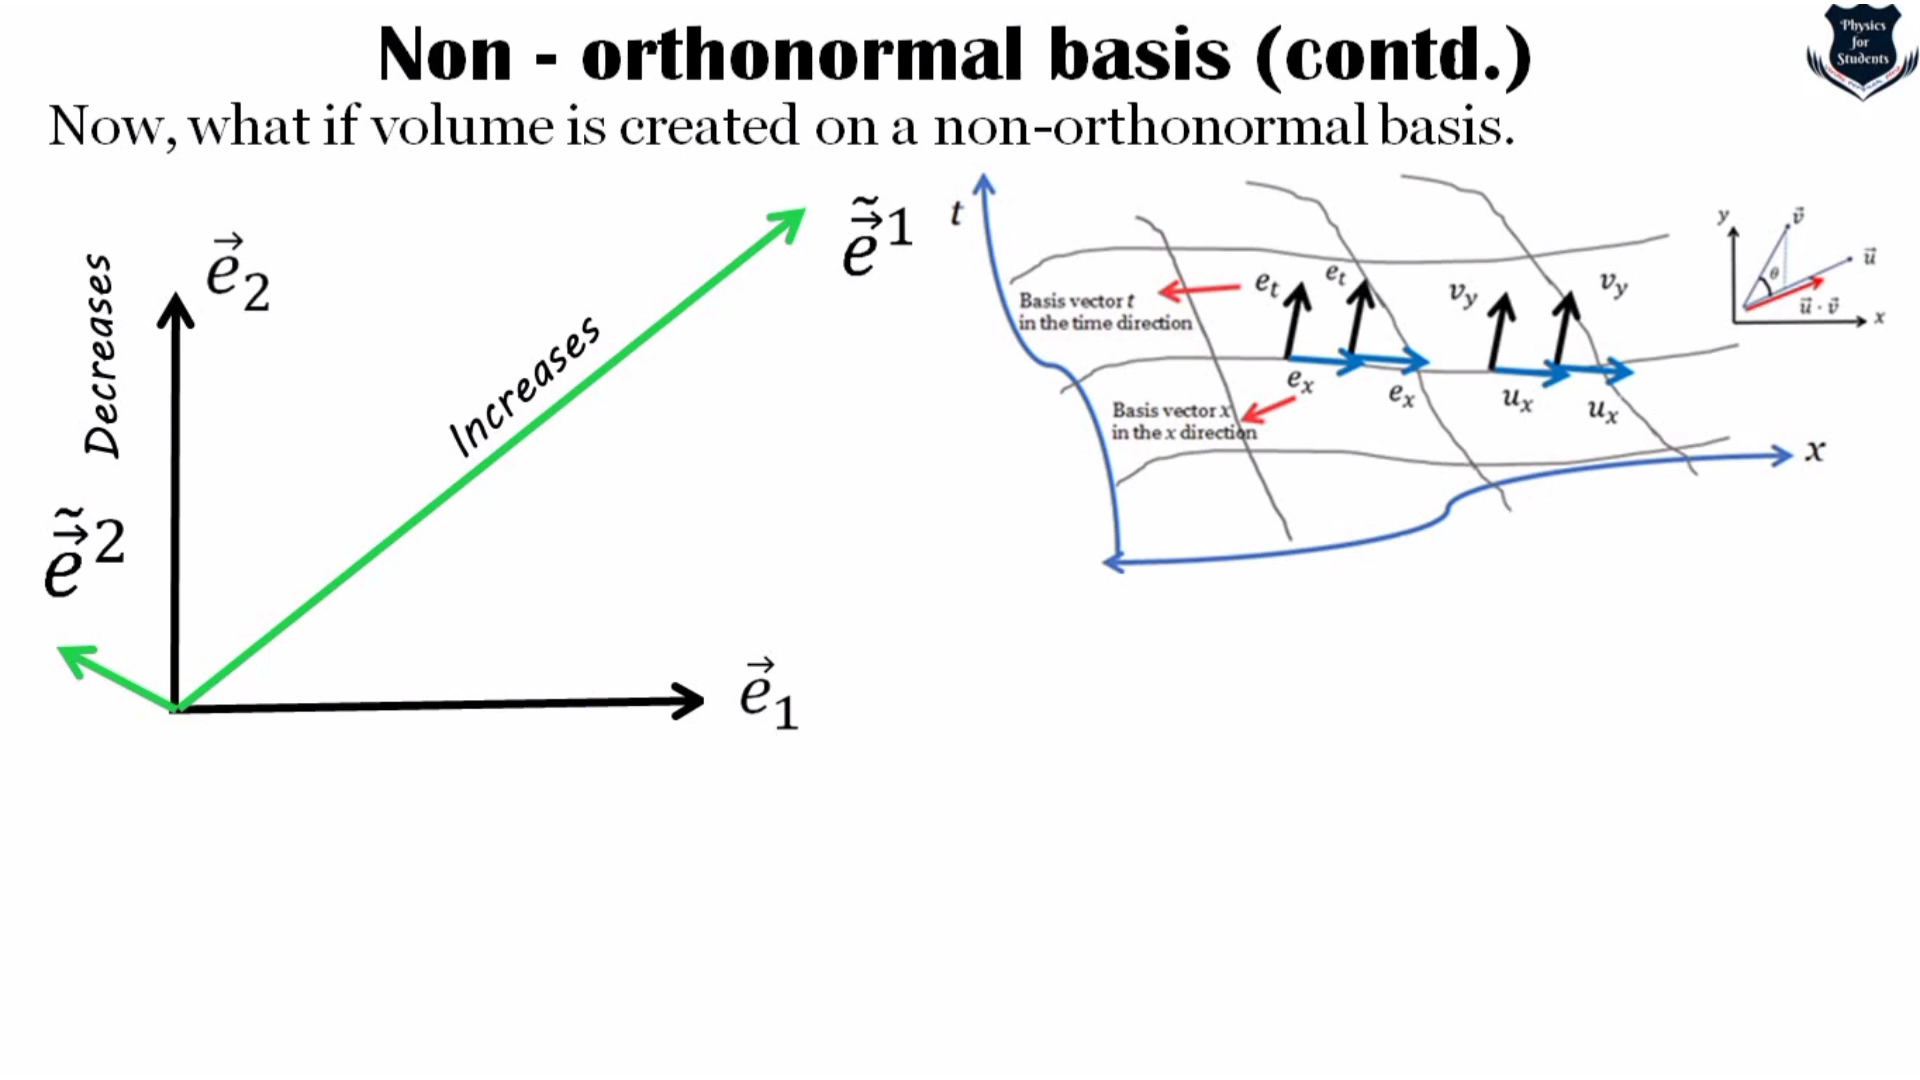 Non - orthonormal basis (contd.)
Physics
for
Students
Now, what if volume is created on a non-orthonormal basis.
Decreases
e⃗₂
Increases
ẽ⃗¹
ẽ⃗²
e⃗₁
t
Basis vector t
in the time direction
eₜ
eₜ
v_y
v_y
eₓ
eₓ
uₓ
uₓ
Basis vector x
in the x direction
x
y
v⃗
θ
u⃗
u⃗ · v⃗
x